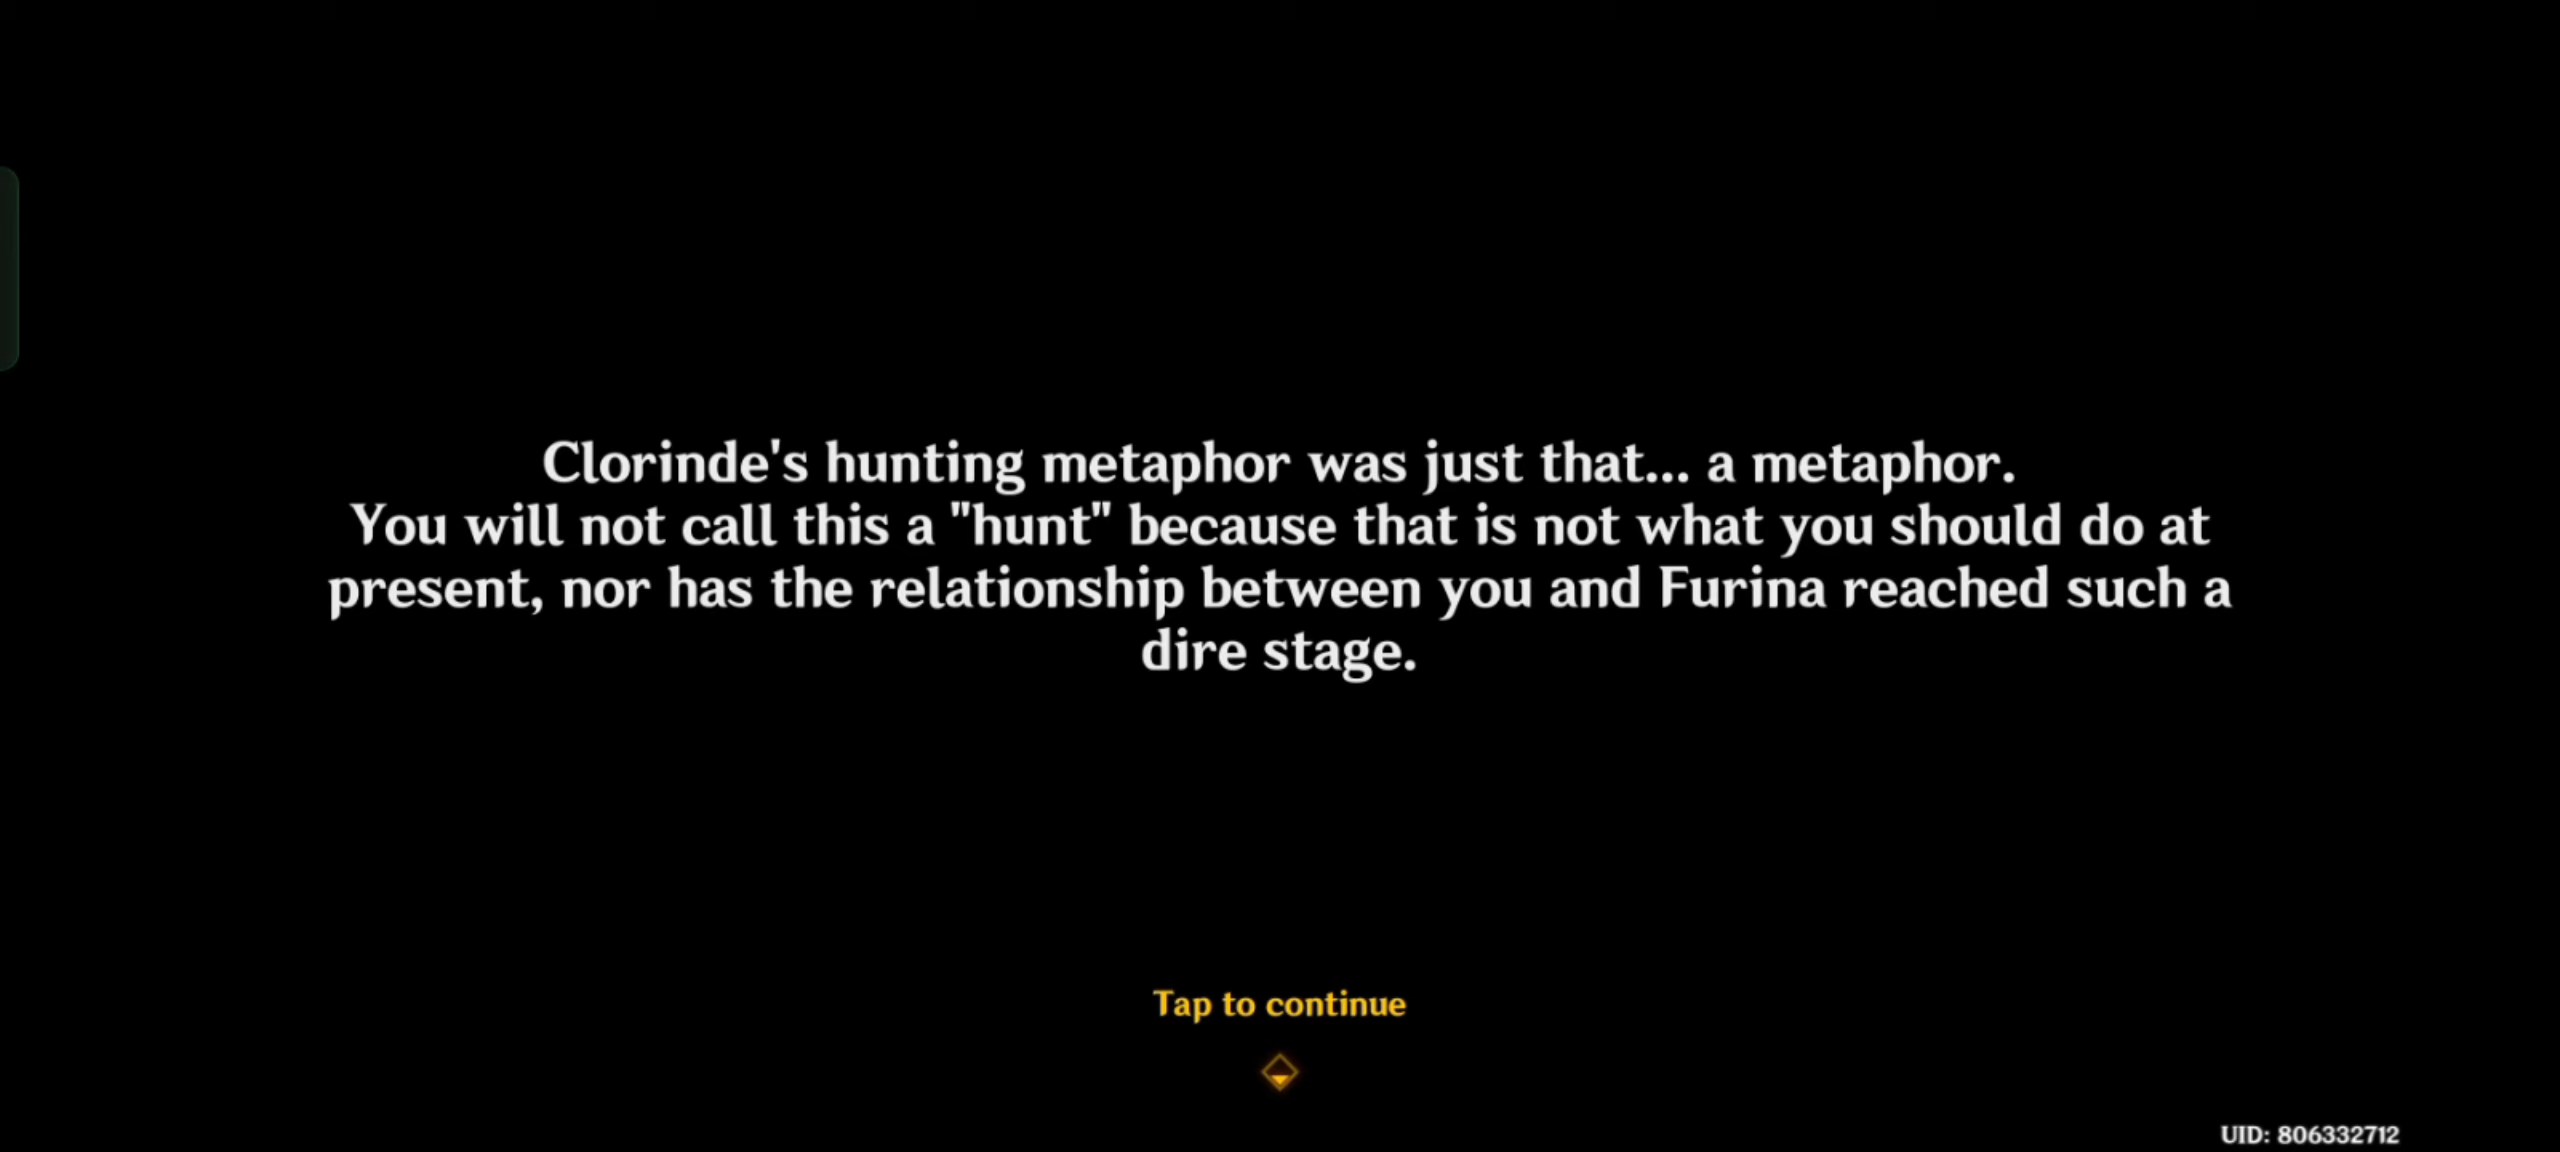 Clorinde's hunting metaphor was just that... a metaphor.
You will not call this a "hunt" because that is not what you should do at
present, nor has the relationship between you and Furina reached such a
dire stage.
Tap to continue
UID: 806332712